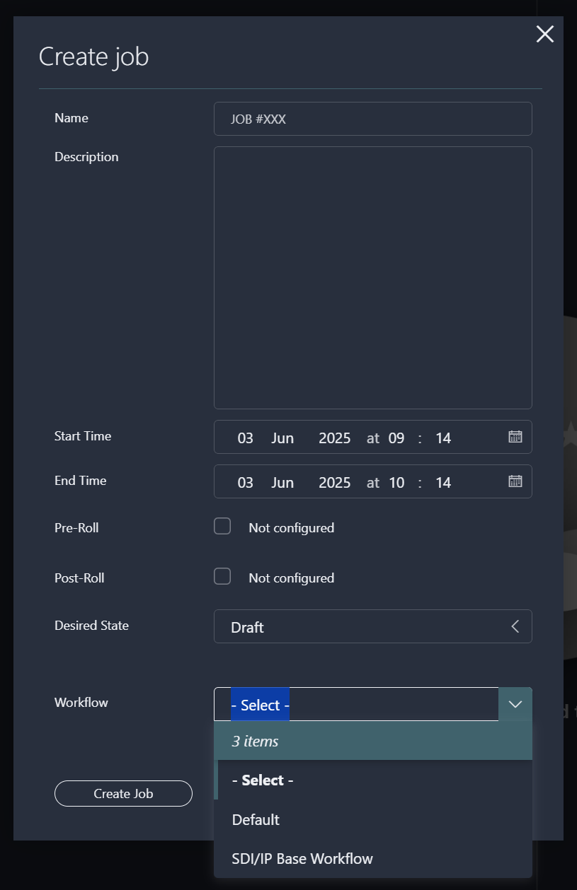 Create job
Name JOB #XXX
Description
Start Time 03 Jun 2025 at 09 : 14
End Time 03 Jun 2025 at 10 : 14
Pre-Roll Not configured
Post-Roll Not configured
Desired State Draft
Workflow - Select -
3 items
- Select -
Create Job
Default
SDI/IP Base Workflow